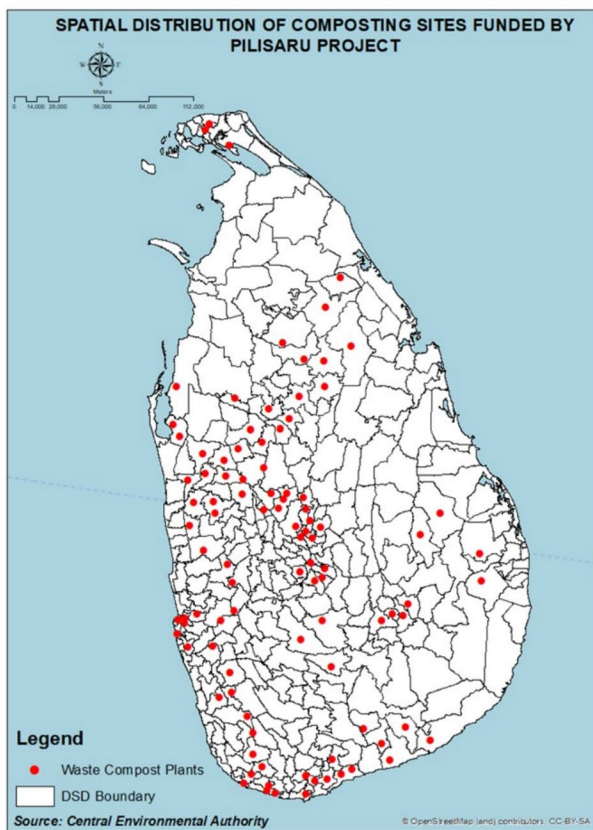 SPATIAL DISTRIBUTION OF COMPOSTING SITES FUNDED BY
PILISARU PROJECT
N
W E
S
Meters
0 14,000 28,000 56,000 84,000 112,000
Legend
Waste Compost Plants
DSD Boundary
Source: Central Environmental Authority
© OpenStreetMap (and) contributors, CC-BY-SA